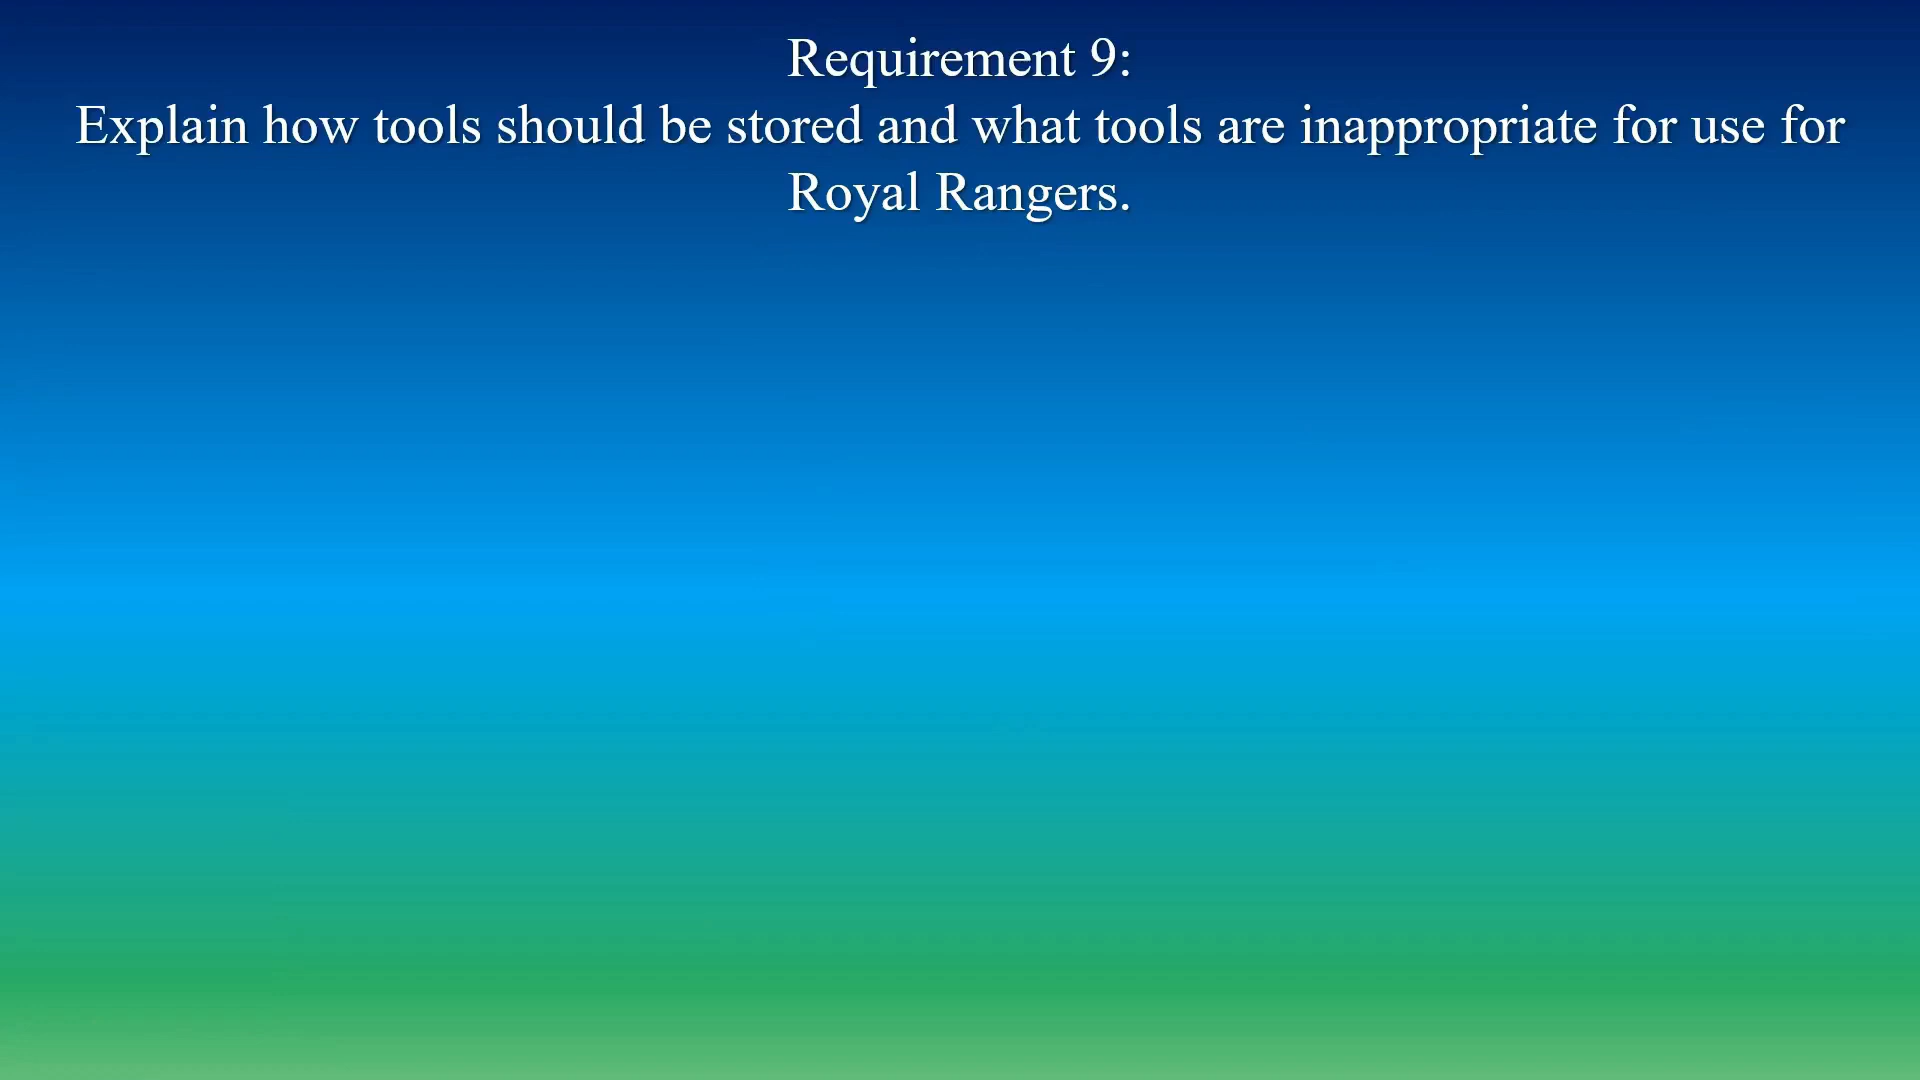 Requirement 9:
Explain how tools should be stored and what tools are inappropriate for use for
Royal Rangers.